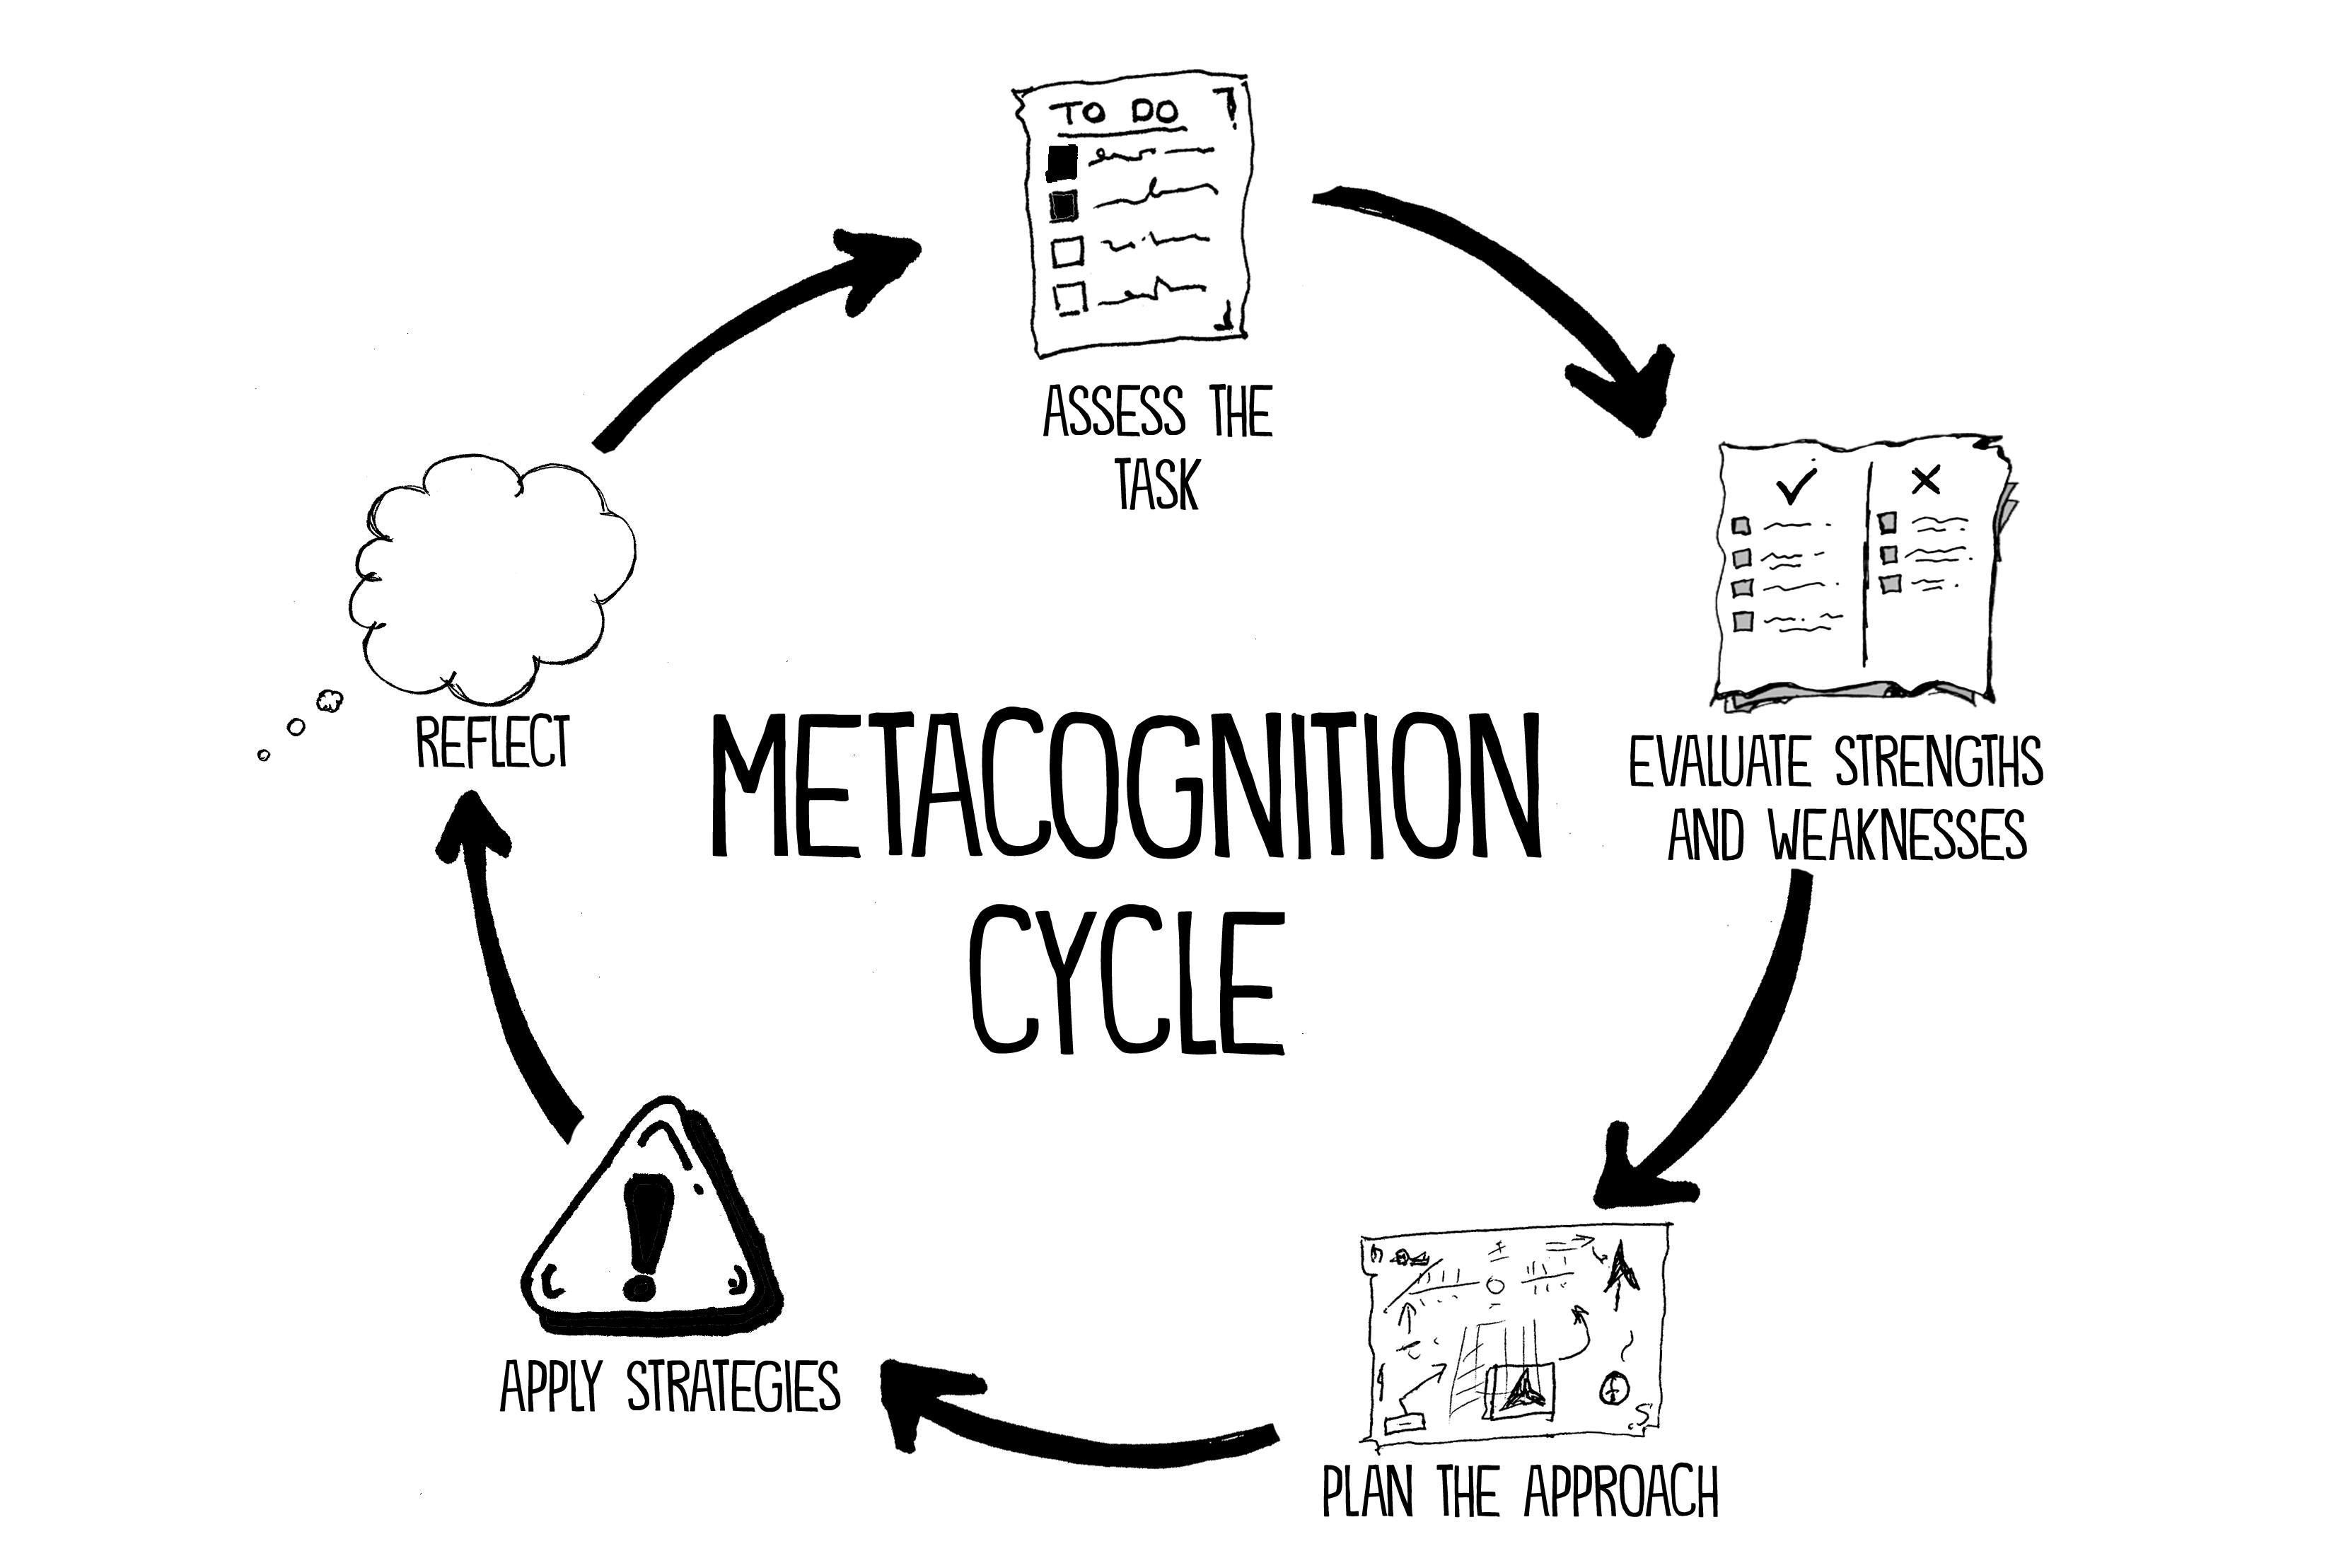 TO DO
ASSESS THE
TASK
EVALUATE STRENGTHS
AND WEAKNESSES
PLAN THE APPROACH
APPLY STRATEGIES
REFLECT
METACOGNITION
CYCLE